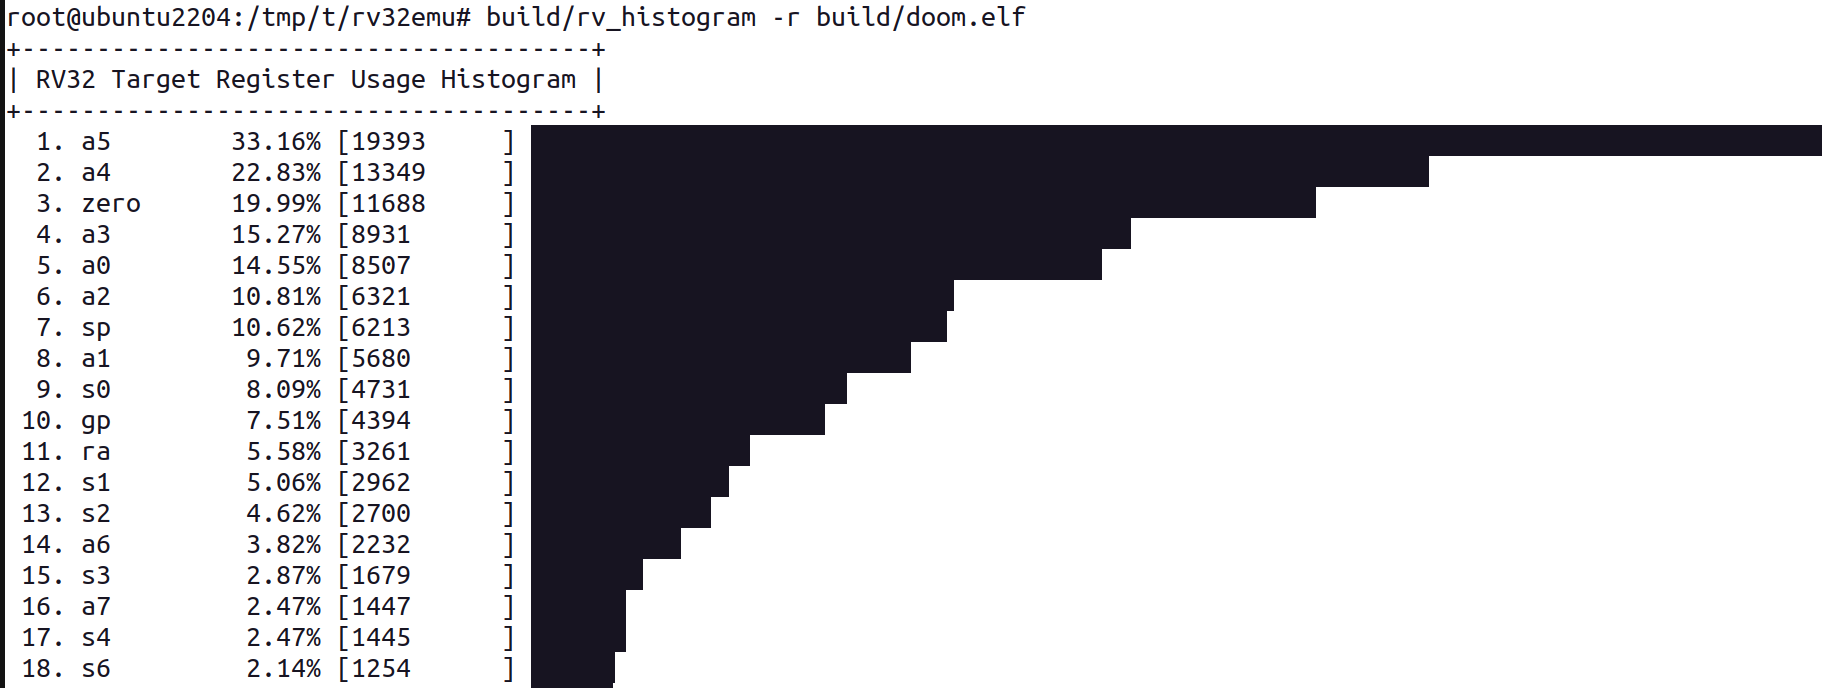 root@ubuntu2204:/tmp/t/rv32emu# build/rv_histogram -r build/doom.elf
+--------------------------------------+
| RV32 Target Register Usage Histogram |
+--------------------------------------+
  1. a5        33.16% [19393     ]
  2. a4        22.83% [13349     ]
  3. zero      19.99% [11688     ]
  4. a3        15.27% [8931      ]
  5. a0        14.55% [8507      ]
  6. a2        10.81% [6321      ]
  7. sp        10.62% [6213      ]
  8. a1         9.71% [5680      ]
  9. s0         8.09% [4731      ]
 10. gp         7.51% [4394      ]
 11. ra         5.58% [3261      ]
 12. s1         5.06% [2962      ]
 13. s2         4.62% [2700      ]
 14. a6         3.82% [2232      ]
 15. s3         2.87% [1679      ]
 16. a7         2.47% [1447      ]
 17. s4         2.47% [1445      ]
 18. s6         2.14% [1254      ]